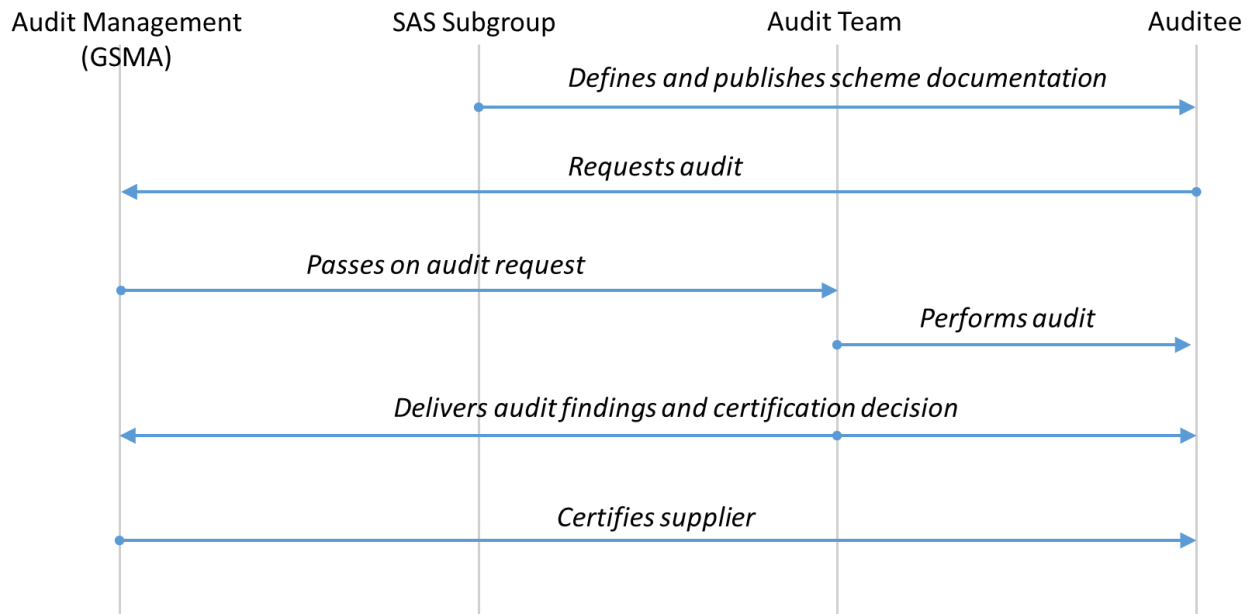 Audit Management
(GSMA)
SAS Subgroup
Audit Team
Auditee
Defines and publishes scheme documentation
Requests audit
Passes on audit request
Performs audit
Delivers audit findings and certification decision
Certifies supplier